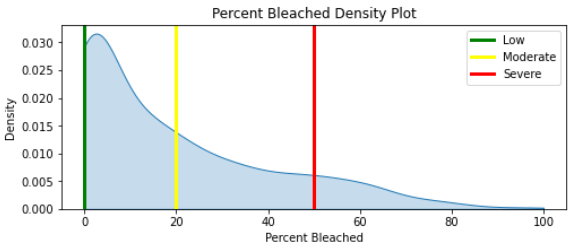 Percent Bleached Density Plot
Low
Moderate
Severe
Density
0.030
0.025
0.020
0.015
0.010
0.005
0.000
0
20
40
60
80
100
Percent Bleached